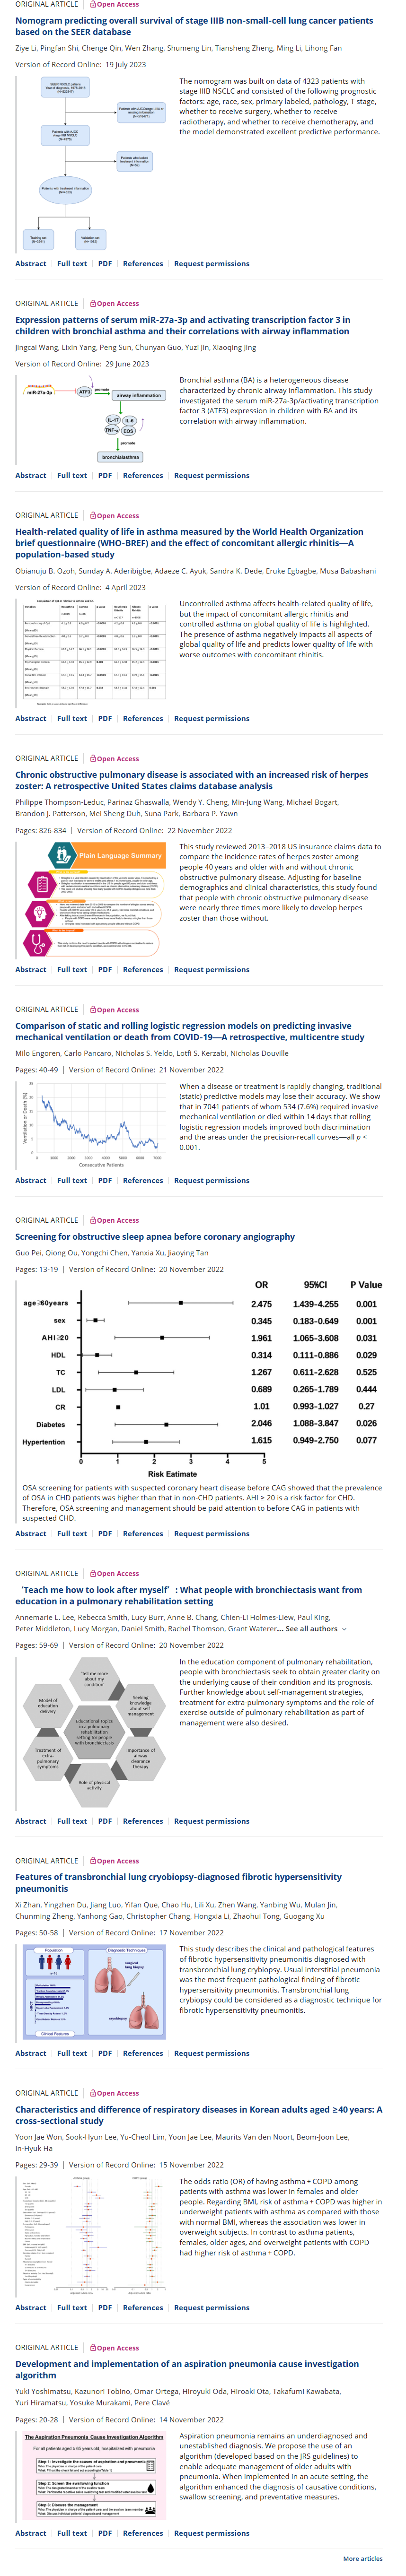 ORIGINAL ARTICLE Open Access
Nomogram predicting overall survival of stage IIIB non-small-cell lung cancer patients
based on the SEER database
Ziye Li, Pingfan Shi, Chenge Qin, Wen Zhang, Shumeng Lin, Tiansheng Zheng, Ming Li, Lihong Fan
Version of Record Online: 19 July 2023
The nomogram was built on data of 4323 patients with
stage IIIB NSCLC and consisted of the following prognostic
factors: age, race, sex, primary labeled, pathology, T stage,
whether to receive surgery, whether to receive
radiotherapy, and whether to receive chemotherapy, and
the model demonstrated excellent predictive performance.
Abstract Full text PDF References Request permissions
ORIGINAL ARTICLE Open Access
Expression patterns of serum miR-27a-3p and activating transcription factor 3 in
children with bronchial asthma and their correlations with airway inflammation
Jingcai Wang, Lixin Yang, Peng Sun, Chunyan Guo, Yuzi Jin, Xiaoqing Jing
Version of Record Online: 29 June 2023
miR-27a-3p
ATF3
promote
airway inflammation
IL-17
IL-6
TNF-α
EOS
promote
bronchialasthma
Bronchial asthma (BA) is a heterogeneous disease
characterized by airway inflammation. This study
investigated the serum miR-27a-3p/activating transcription
factor 3 (ATF3) expression in children with BA and its
correlation with airway inflammation.
Abstract Full text PDF References Request permissions
ORIGINAL ARTICLE Open Access
Health-related quality of life in asthma measured by the World Health Organization
brief questionnaire (WHO-BREF) and the effect of concomitant allergic rhinitis—A
population-based study
Obianuju B. Ozoh, Sunday A. Aderibigbe, Adaeze C. Ayuk, Sandra K. Dede, Eruke Egbagbe, Musa Babashani
Version of Record Online: 4 April 2023
Uncontrolled asthma affects health-related quality of life,
but the impact of concomitant allergic rhinitis and
controlled asthma on global quality of life is highlighted.
The presence of asthma negatively impacts all aspects of
global quality of life and predicts lower quality of life with
worse outcomes with concomitant rhinitis.
Abstract Full text PDF References Request permissions
ORIGINAL ARTICLE Open Access
Chronic obstructive pulmonary disease is associated with an increased risk of herpes
zoster: A retrospective United States claims database analysis
Philippe Thompson-Leduc, Parinaz Ghaswalla, Wendy Y. Cheng, Min-Jung Wang, Michael Bogart,
Brandon J. Patterson, Mei Sheng Duh, Suna Park, Barbara P. Yawn
Pages: 826-834 | Version of Record Online: 22 November 2022
Plain Language Summary
This study reviewed 2013–2018 US insurance claims data to
compare the incidence rates of herpes zoster among
people 40 years and older with and without chronic
obstructive pulmonary disease. Adjusting for baseline
demographics and clinical characteristics, this study found
that people with chronic obstructive pulmonary disease
were nearly three times more likely to develop herpes
zoster than those without.
Abstract Full text PDF References Request permissions
ORIGINAL ARTICLE Open Access
Comparison of static and rolling logistic regression models on predicting invasive
mechanical ventilation or death from COVID-19—A retrospective, multicentre study
Milo Engoren, Carlo Pancaro, Nicholas S. Yeldo, Lotfi S. Kerzabi, Nicholas Douville
Pages: 40-49 | Version of Record Online: 21 November 2022
Ventilation or Death (%)
25
20
15
10
5
0
0 1000 2000 3000 4000 5000 6000 7000
Consecutive Patients
When a disease or treatment is rapidly changing, traditional
(static) predictive models may lose their accuracy. We show
that in 7041 patients of whom 534 (7.6%) required invasive
mechanical ventilation or died within 14 days that rolling
logistic regression models improved both discrimination
and the areas under the precision-recall curves—all p <
0.001.
Abstract Full text PDF References Request permissions
ORIGINAL ARTICLE Open Access
Screening for obstructive sleep apnea before coronary angiography
Guo Pei, Qiong Ou, Yongchi Chen, Yanxia Xu, Jiaoying Tan
Pages: 13-19 | Version of Record Online: 20 November 2022
OR 95%CI P Value
age≥60years 2.475 1.439-4.255 0.001
sex 0.345 0.183-0.649 0.001
AHI≥20 1.961 1.065-3.608 0.031
HDL 0.314 0.111-0.886 0.029
TC 1.267 0.611-2.628 0.525
LDL 0.689 0.265-1.789 0.444
CR 1.01 0.993-1.027 0.27
Diabetes 2.046 1.088-3.847 0.026
Hypertention 1.615 0.949-2.750 0.077
0 1 2 3 4 5
Risk Eatimate
OSA screening for patients with suspected coronary heart disease before CAG showed that the prevalence
of OSA in CHD patients was higher than that in non-CHD patients. AHI ≥ 20 is a risk factor for CHD.
Therefore, OSA screening and management should be paid attention to before CAG in patients with
suspected CHD.
Abstract Full text PDF References Request permissions
ORIGINAL ARTICLE Open Access
‘Teach me how to look after myself’: What people with bronchiectasis want from
education in a pulmonary rehabilitation setting
Annemarie L. Lee, Rebecca Smith, Lucy Burr, Anne B. Chang, Chien-Li Holmes-Liew, Paul King,
Peter Middleton, Lucy Morgan, Daniel Smith, Rachel Thomson, Grant Waterer... See all authors
Pages: 59-69 | Version of Record Online: 20 November 2022
'Tell me more about my condition'
Model of education delivery
Seeking knowledge about self-management
Educational topics in a pulmonary rehabilitation setting for people with bronchiectasis
Treatment of extra-pulmonary symptoms
Importance of airway clearance therapy
Role of physical activity
In the education component of pulmonary rehabilitation,
people with bronchiectasis seek to obtain greater clarity on
the underlying cause of their condition and its prognosis.
Further knowledge about self-management strategies,
treatment for extra-pulmonary symptoms and the role of
exercise outside of pulmonary rehabilitation as part of
management were also desired.
Abstract Full text PDF References Request permissions
ORIGINAL ARTICLE Open Access
Features of transbronchial lung cryobiopsy-diagnosed fibrotic hypersensitivity
pneumonitis
Xi Zhan, Yingzhen Du, Jiang Luo, Yifan Que, Chao Hu, Lili Xu, Zhen Wang, Yanbing Wu, Mulan Jin,
Chunming Zheng, Yanhong Gao, Christopher Chang, Hongxia Li, Zhaohui Tong, Guogang Xu
Pages: 50-58 | Version of Record Online: 17 November 2022
Population
Diagnostic Techniques
surgical lung biopsy
cryobiopsy
Clinical Features
This study describes the clinical and pathological features
of fibrotic hypersensitivity pneumonitis diagnosed with
transbronchial lung crybiopsy. Usual interstitial pneumonia
was the most frequent pathological finding of fibrotic
hypersensitivity pneumonitis. Transbronchial lung
crybiopsy could be considered as a diagnostic technique for
fibrotic hypersensitivity pneumonitis.
Abstract Full text PDF References Request permissions
ORIGINAL ARTICLE Open Access
Characteristics and difference of respiratory diseases in Korean adults aged ≥40 years: A
cross-sectional study
Yoon Jae Won, Sook-Hyun Lee, Yu-Cheol Lim, Yoon Jae Lee, Maurits Van den Noort, Beom-Joon Lee,
In-Hyuk Ha
Pages: 29-39 | Version of Record Online: 15 November 2022
The odds ratio (OR) of having asthma + COPD among
patients with asthma was lower in females and older
people. Regarding BMI, risk of asthma + COPD was higher in
underweight patients with asthma as compared with those
with normal BMI, whereas the association was lower in
overweight subjects. In contrast to asthma patients,
females, older ages, and overweight patients with COPD
had higher risk of asthma + COPD.
Abstract Full text PDF References Request permissions
ORIGINAL ARTICLE Open Access
Development and implementation of an aspiration pneumonia cause investigation
algorithm
Yuki Yoshimatsu, Kazunori Tobino, Omar Ortega, Hiroyuki Oda, Hiroaki Ota, Takafumi Kawabata,
Yuri Hiramatsu, Yosuke Murakami, Pere Clavé
Pages: 20-28 | Version of Record Online: 14 November 2022
The Aspiration Pneumonia Cause Investigation Algorithm
For all patients aged ≥ 65 years old, hospitalized with pneumonia
Step 1: Investigate the causes of aspiration and pneumonia
Step 2: Screen the swallowing function
Step 3: Discuss the management
Aspiration pneumonia remains an underdiagnosed and
unestablished diagnosis. We propose the use of an
algorithm (developed based on the JRS guidelines) to
enable adequate management of older adults with
pneumonia. When implemented in an acute setting, the
algorithm enhanced the diagnosis of causative conditions,
swallow screening, and preventative measures.
Abstract Full text PDF References Request permissions
More articles